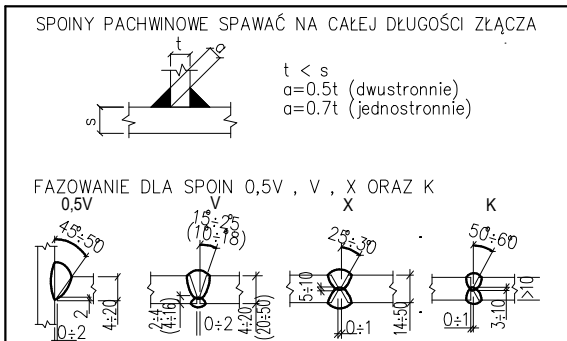 SPOINY PACHWINOWE SPAWAĆ NA CAŁEJ DŁUGOŚCI ZŁĄCZA
t
a
s
t < s
a=0.5t (dwustronnie)
a=0.7t (jednostronnie)
FAZOWANIE DLA SPOIN 0,5V , V , X ORAZ K
0,5V
45°÷50°
2
4÷20
0÷2
V
15°÷25°
(10°÷18°)
2÷4
(4÷16)
0÷2
4÷20
(20÷50)
X
25°÷30°
5÷10
0÷1
14÷50
K
50°÷60°
0÷1
3÷10
>10